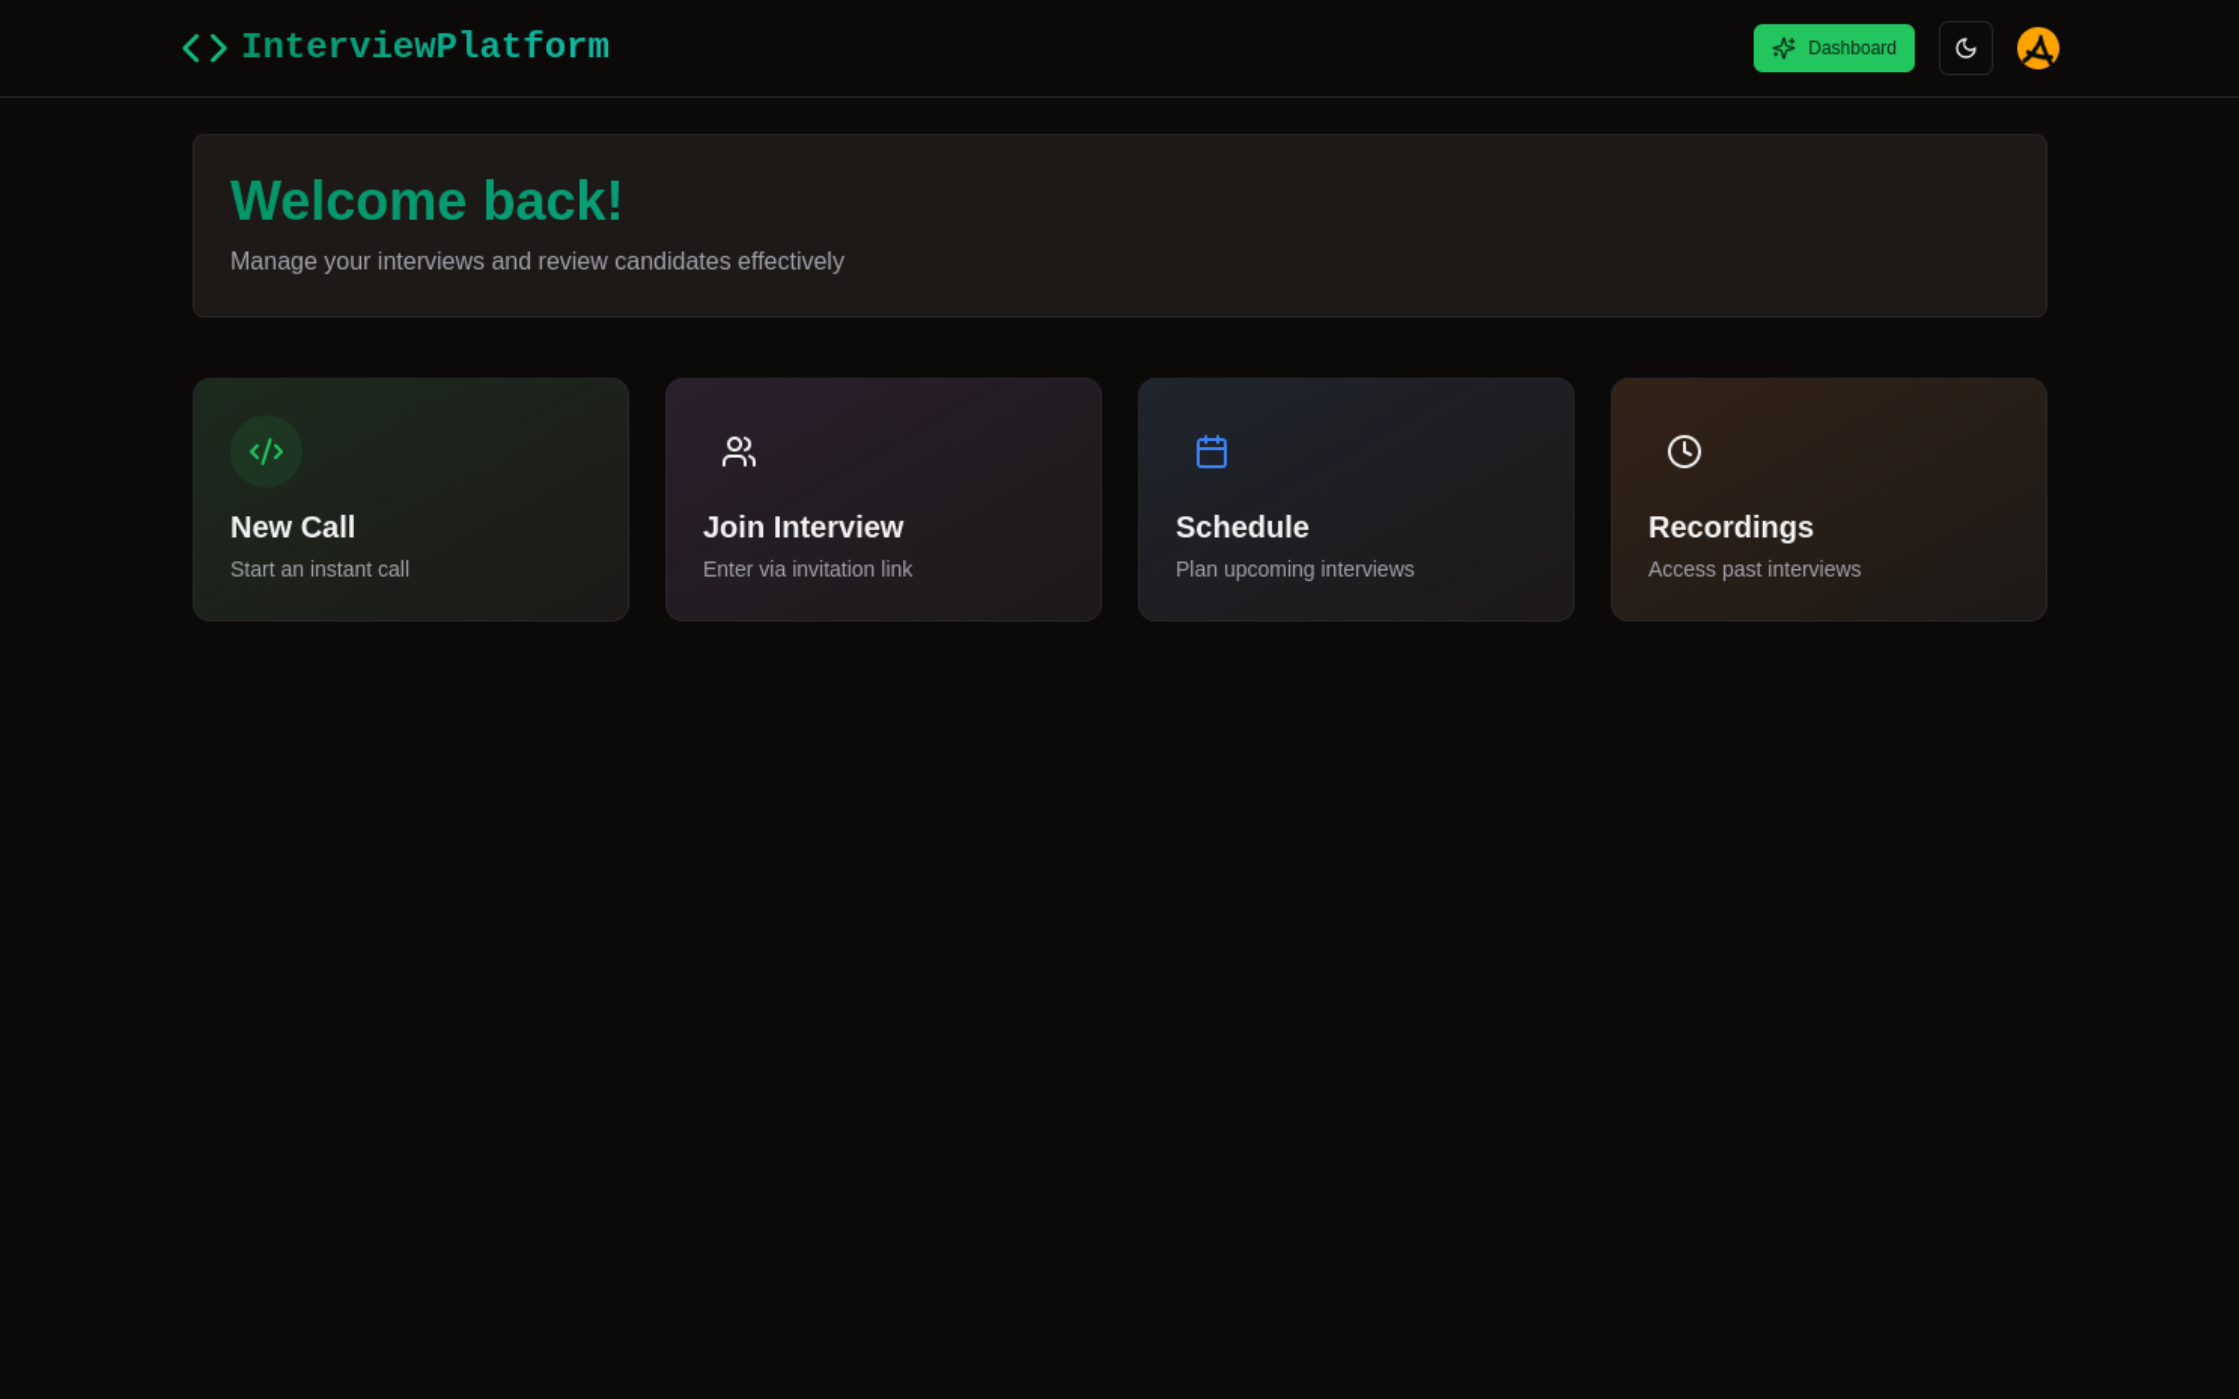 InterviewPlatform
Dashboard
Welcome back!
Manage your interviews and review candidates effectively
New Call
Start an instant call
Join Interview
Enter via invitation link
Schedule
Plan upcoming interviews
Recordings
Access past interviews